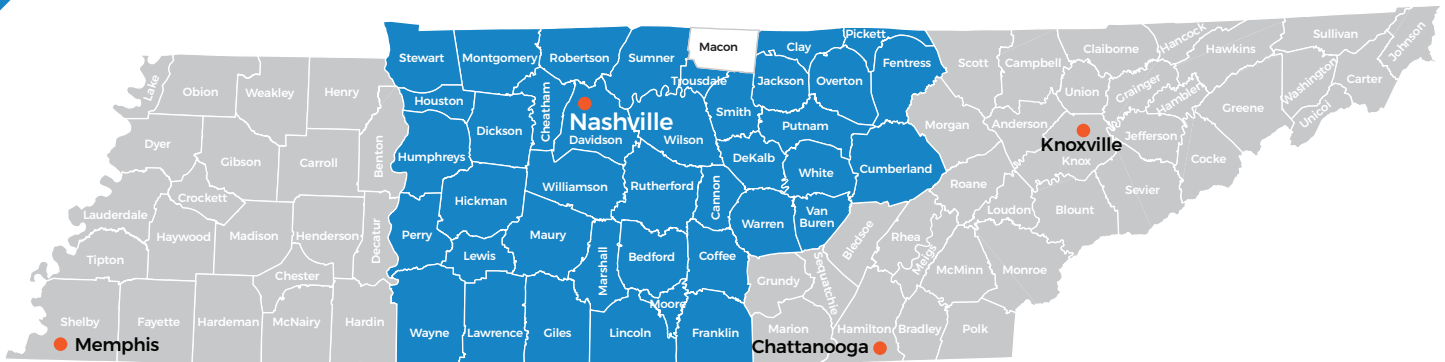 Stewart
Montgomery
Robertson
Sumner
Macon
Clay
Pickett
Fentress
Scott
Campbell
Claiborne
Hancock
Hawkins
Sullivan
Johnson
Lake
Obion
Weakley
Henry
Houston
Dickson
Cheatham
Nashville
Davidson
Trousdale
Wilson
Smith
Jackson
Overton
Putnam
Morgan
Anderson
Union
Grainger
Hamblen
Greene
Washington
Unicoi
Carter
Dyer
Gibson
Carroll
Benton
Humphreys
Hickman
Williamson
Rutherford
Cannon
DeKalb
White
Cumberland
Roane
Knoxville
Knox
Jefferson
Cocke
Sevier
Blount
Loudon
Lauderdale
Crockett
Haywood
Madison
Henderson
Decatur
Perry
Lewis
Maury
Marshall
Bedford
Coffee
Warren
Van
Buren
Bledsoe
Rhea
Meigs
McMinn
Monroe
Tipton
Chester
Moore
Grundy
Sequatchie
Shelby
Fayette
Hardeman
McNairy
Hardin
Wayne
Lawrence
Giles
Lincoln
Franklin
Marion
Hamilton
Bradley
Polk
Memphis
Chattanooga